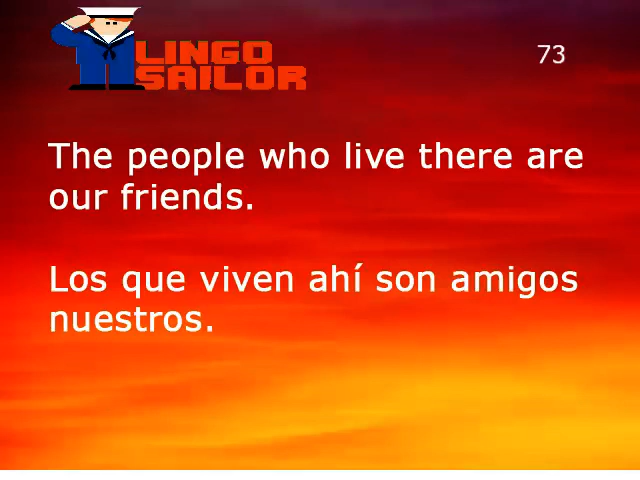 LINGO
SAILOR
73
The people who live there are
our friends.
Los que viven ahí son amigos
nuestros.